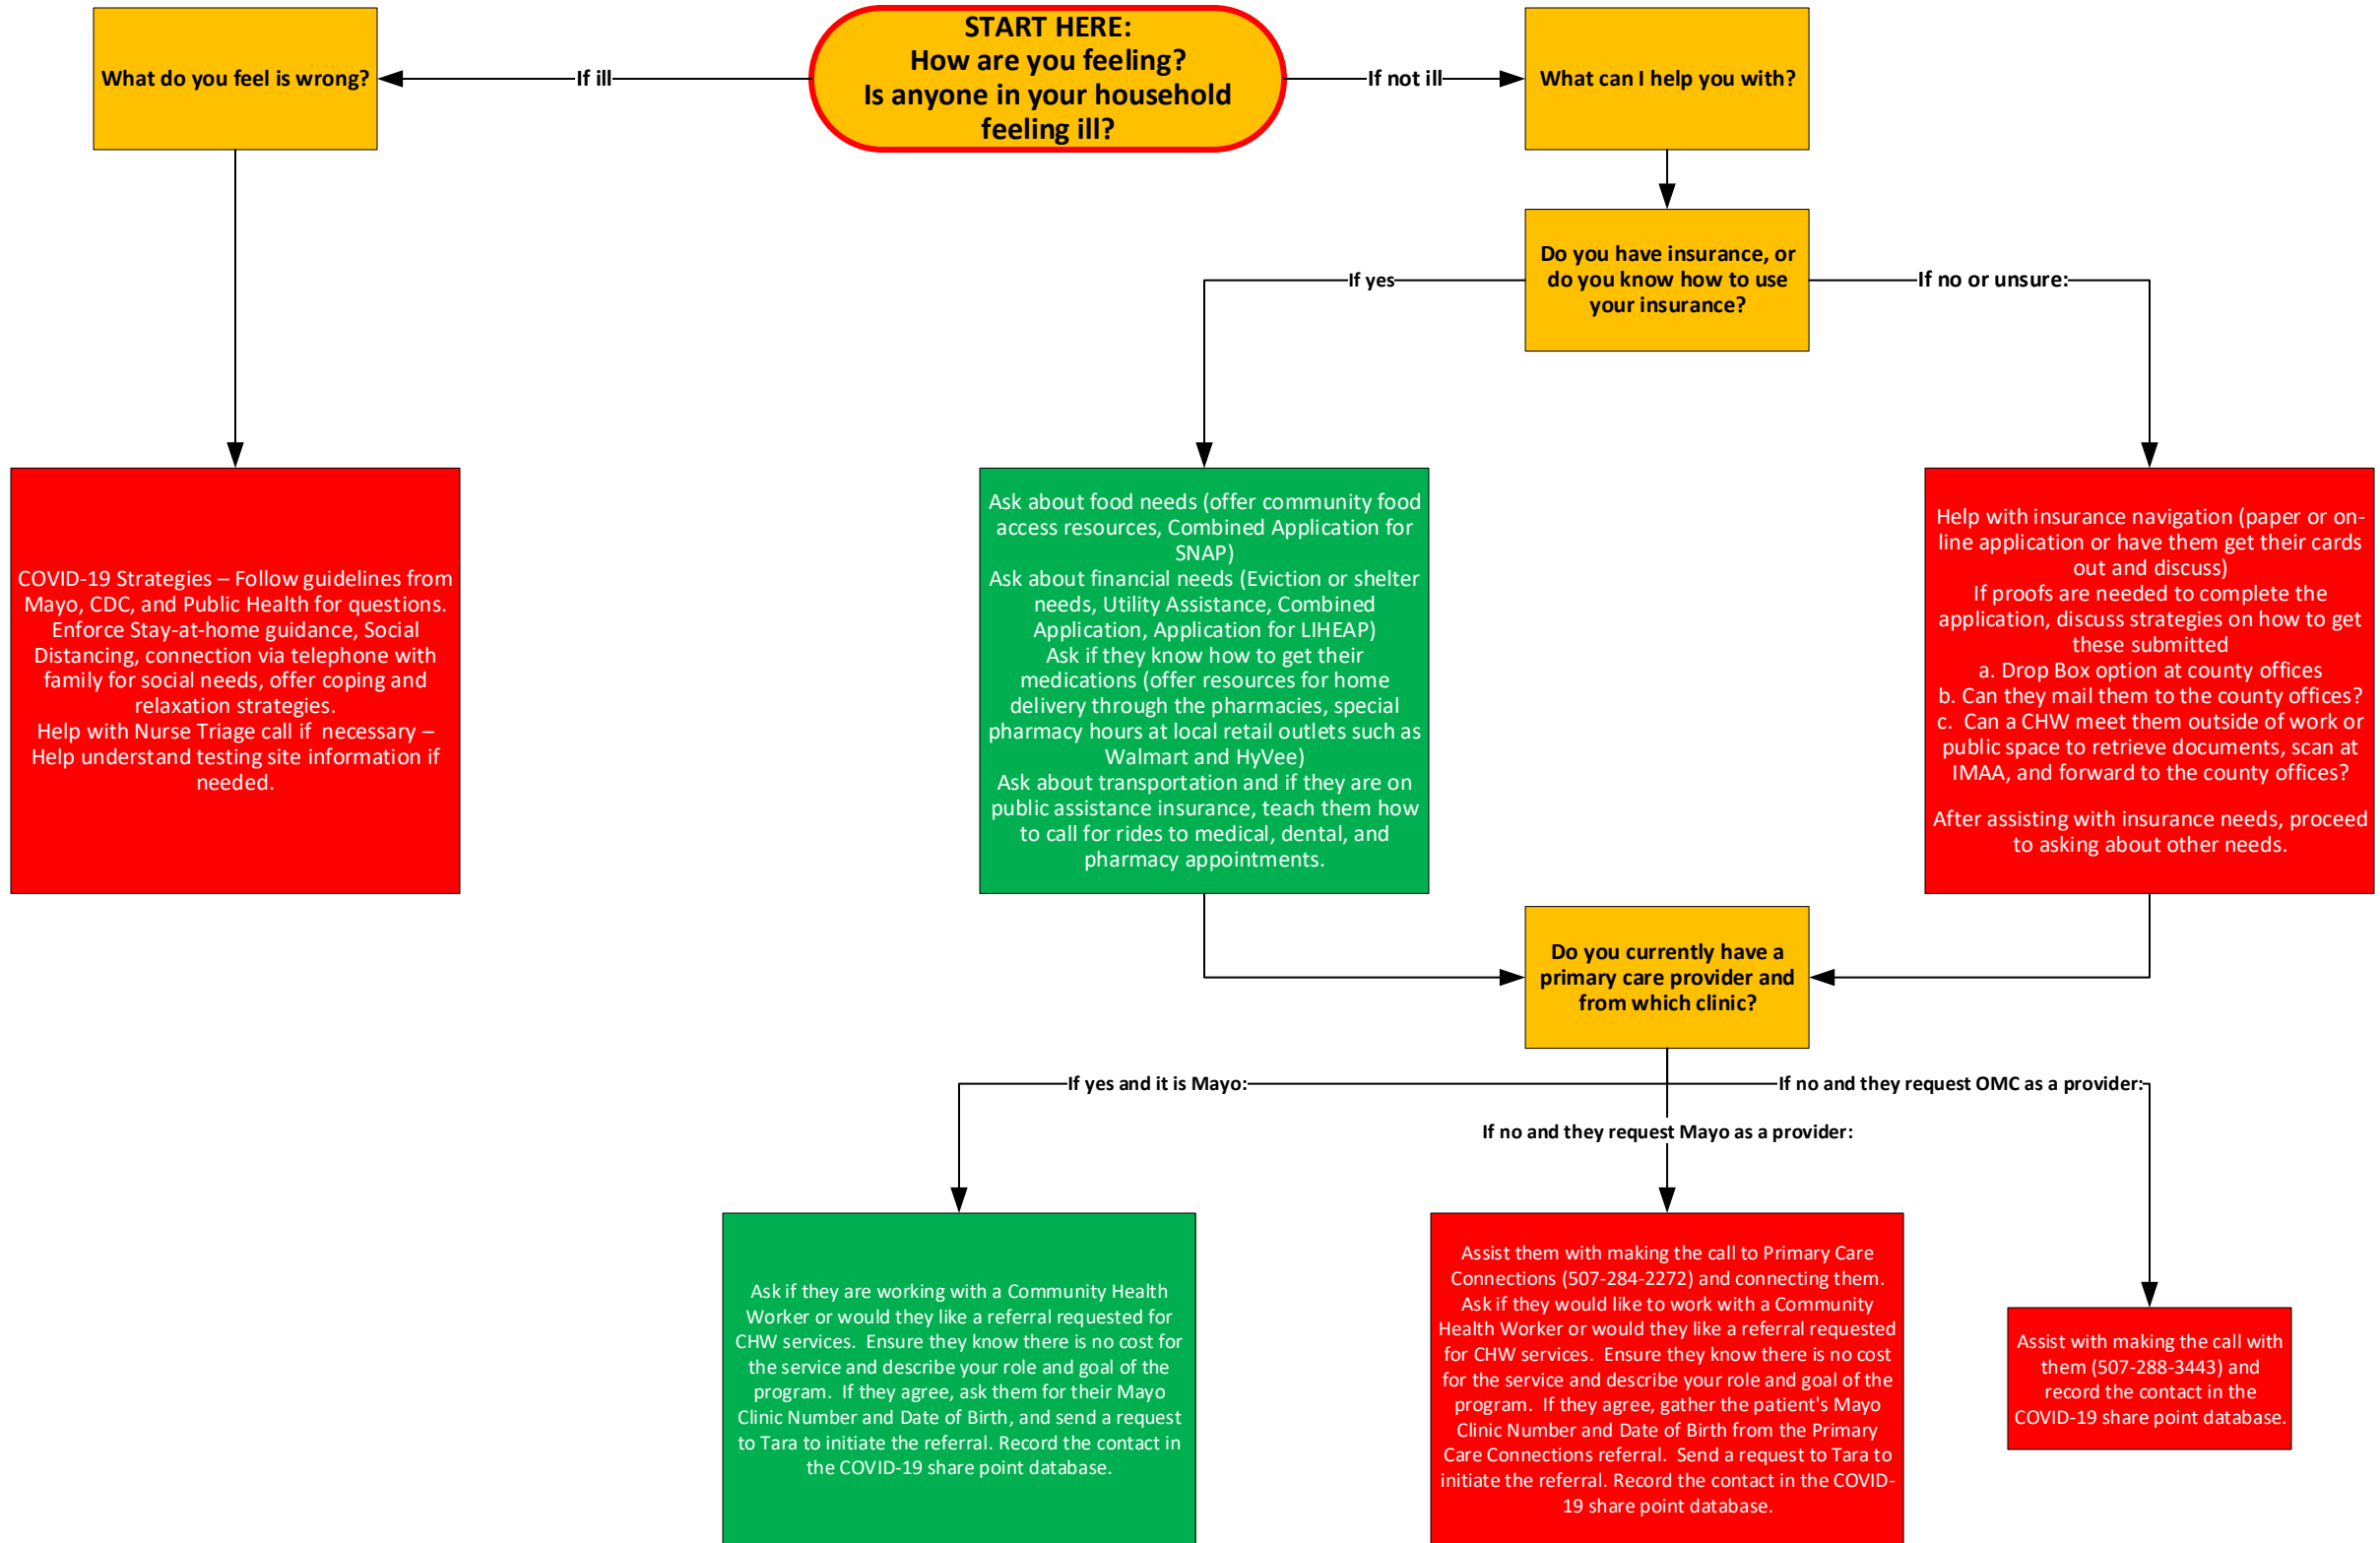 START HERE:
How are you feeling?
Is anyone in your household
feeling ill?
If ill
What do you feel is wrong?
If not ill
What can I help you with?
Do you have insurance, or
do you know how to use
your insurance?
If yes
If no or unsure:
COVID-19 Strategies – Follow guidelines from
Mayo, CDC, and Public Health for questions.
Enforce Stay-at-home guidance, Social
Distancing, connection via telephone with
family for social needs, offer coping and
relaxation strategies.
Help with Nurse Triage call if  necessary –
Help understand testing site information if
needed.
Ask about food needs (offer community food
access resources, Combined Application for
SNAP)
Ask about financial needs (Eviction or shelter
needs, Utility Assistance, Combined
Application, Application for LIHEAP)
Ask if they know how to get their
medications (offer resources for home
delivery through the pharmacies, special
pharmacy hours at local retail outlets such as
Walmart and HyVee)
Ask about transportation and if they are on
public assistance insurance, teach them how
to call for rides to medical, dental, and
pharmacy appointments.
Help with insurance navigation (paper or on-
line application or have them get their cards
out and discuss)
If proofs are needed to complete the
application, discuss strategies on how to get
these submitted
a. Drop Box option at county offices
b. Can they mail them to the county offices?
c.  Can a CHW meet them outside of work or
public space to retrieve documents, scan at
IMAA, and forward to the county offices?
After assisting with insurance needs, proceed
to asking about other needs.
Do you currently have a
primary care provider and
from which clinic?
If yes and it is Mayo:
If no and they request OMC as a provider:
If no and they request Mayo as a provider:
Ask if they are working with a Community Health
Worker or would they like a referral requested for
CHW services.  Ensure they know there is no cost for
the service and describe your role and goal of the
program.  If they agree, ask them for their Mayo
Clinic Number and Date of Birth, and send a request
to Tara to initiate the referral. Record the contact in
the COVID-19 share point database.
Assist them with making the call to Primary Care
Connections (507-284-2272) and connecting them.
Ask if they would like to work with a Community
Health Worker or would they like a referral requested
for CHW services.  Ensure they know there is no cost
for the service and describe your role and goal of the
program.  If they agree, gather the patient's Mayo
Clinic Number and Date of Birth from the Primary
Care Connections referral.  Send a request to Tara to
initiate the referral. Record the contact in the COVID-
19 share point database.
Assist with making the call with
them (507-288-3443) and
record the contact in the
COVID-19 share point database.